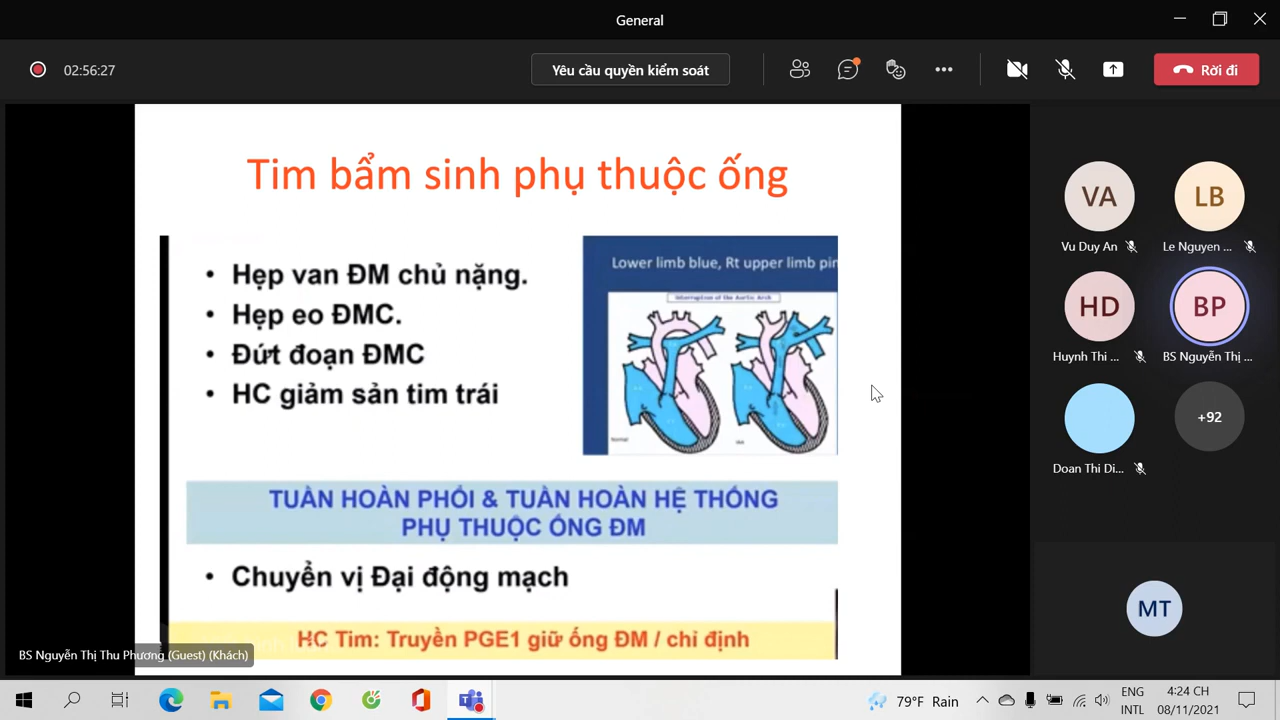 General
02:56:27
Yêu cầu quyền kiểm soát
Rời đi
Tim bẩm sinh phụ thuộc ống
• Hẹp van ĐM chủ nặng.
• Hẹp eo ĐMC.
• Đứt đoạn ĐMC
• HC giảm sản tim trái
Lower limb blue, Rt upper limb pin
Interruption of the Aortic Arch
Normal
IAA
TUẦN HOÀN PHỔI & TUẦN HOÀN HỆ THỐNG
PHỤ THUỘC ỐNG ĐM
• Chuyển vị Đại động mạch
HC Tim: Truyền PGE1 giữ ống ĐM / chỉ định
BS Nguyễn Thị Thu Phương (Guest) (Khách)
VA
LB
Vu Duy An
Le Nguyen ...
HD
BP
Huynh Thi ...
BS Nguyễn Thị ...
+92
Doan Thi Di...
MT
79°F Rain
ENG
INTL
4:24 CH
08/11/2021